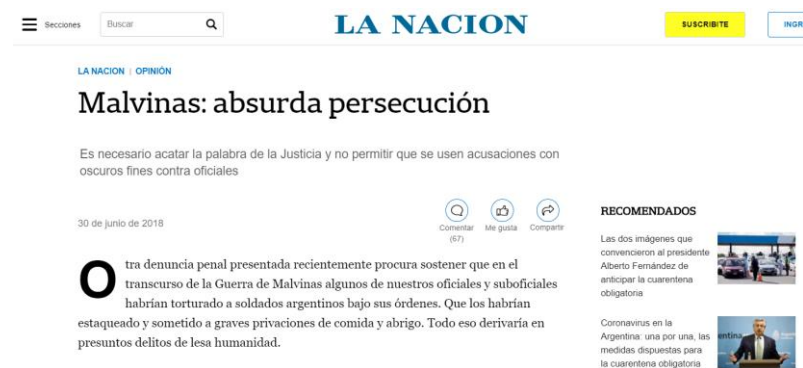 Secciones
Buscar
LA NACION
SUSCRIBITE
INGR
LA NACION | OPINIÓN
Malvinas: absurda persecución
Es necesario acatar la palabra de la Justicia y no permitir que se usen acusaciones con
oscuros fines contra oficiales
30 de junio de 2018
Comentar
(67)
Me gusta
Compartir
Otra denuncia penal presentada recientemente procura sostener que en el
transcurso de la Guerra de Malvinas algunos de nuestros oficiales y suboficiales
habrían torturado a soldados argentinos bajo sus órdenes. Que los habrían
estaqueado y sometido a graves privaciones de comida y abrigo. Todo eso derivaría en
presuntos delitos de lesa humanidad.
RECOMENDADOS
Las dos imágenes que
convencieron al presidente
Alberto Fernández de
anticipar la cuarentena
obligatoria
Coronavirus en la
Argentina: una por una, las
medidas dispuestas para
la cuarentena obligatoria